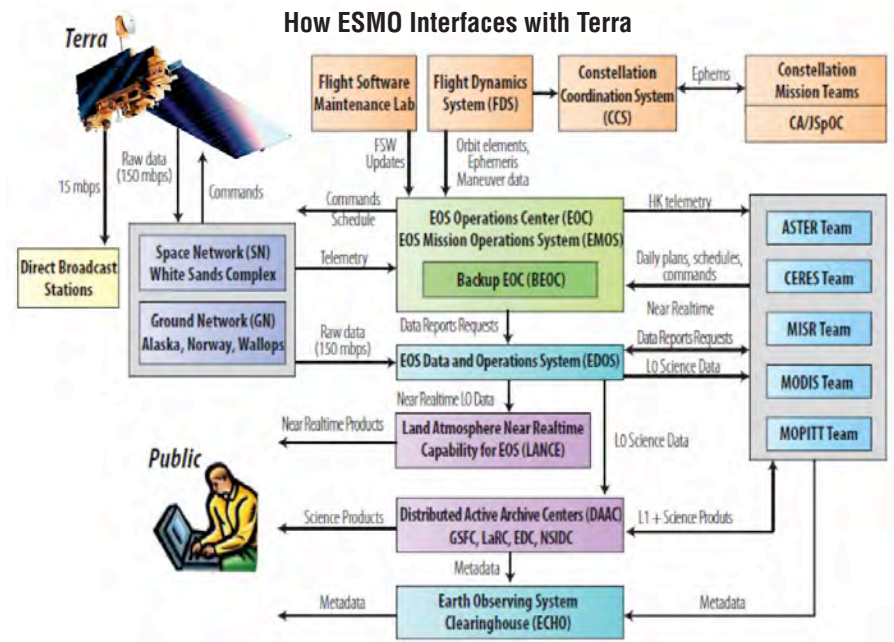 How ESMO Interfaces with Terra
Terra
Flight Software
Maintenance Lab
Flight Dynamics
System (FDS)
Constellation
Coordination System
(CCS)
Ephems
Constellation
Mission Teams
CA/JSpOC
15 mbps
Raw data
(150 mbps)
Commands
FSW
Updates
Orbit elements,
Ephemeris
Maneuver data
Direct Broadcast
Stations
Space Network (SN)
White Sands Complex
Ground Network (GN)
Alaska, Norway, Wallops
Commands
Schedule
Telemetry
Raw data
(150 mbps)
EOS Operations Center (EOC)
EOS Mission Operations System (EMOS)
Backup EOC (BEOC)
HK telemetry
Daily plans, schedules,
commands
Near Realtime
Data Reports Requests
Data Reports Requests
EOS Data and Operations System (EDOS)
L0 Science Data
ASTER Team
CERES Team
MISR Team
MODIS Team
MOPITT Team
Near Realtime L0 Data
Near Realtime Products
Land Atmosphere Near Realtime
Capability for EOS (LANCE)
L0 Science Data
Public
Science Products
Distributed Active Archive Centers (DAAC)
GSFC, LaRC, EDC, NSIDC
L1 + Science Produts
Metadata
Metadata
Earth Observing System
Clearinghouse (ECHO)
Metadata